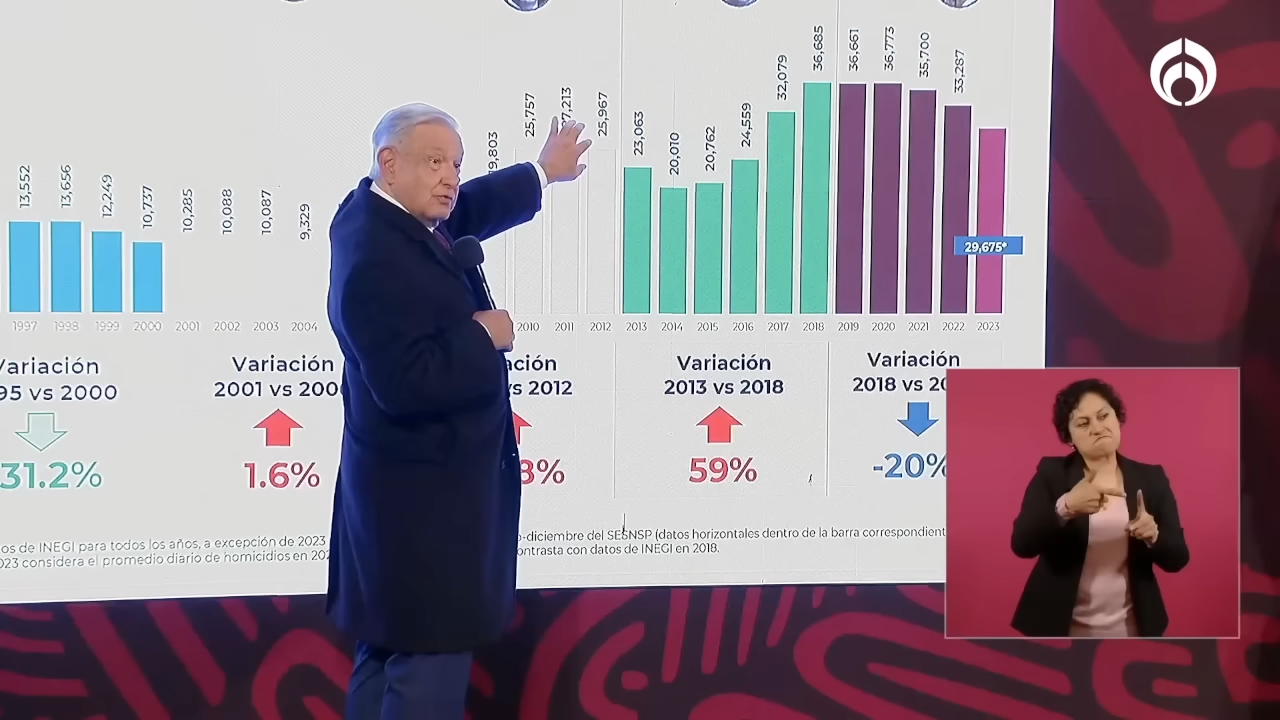 13,552
13,656
12,249
10,737
10,285
10,088
10,087
9,329
9,803
25,757
7,213
25,967
23,063
20,010
20,762
24,559
32,079
36,685
36,661
36,773
35,700
33,287
29,675*
1997 1998 1999 2000 2001 2002 2003 2004 2010 2011 2012 2013 2014 2015 2016 2017 2018 2019 2020 2021 2022 2023
Variación
95 vs 2000
31.2%
Variación
2001 vs 200
1.6%
ación
vs 2012
8%
Variación
2013 vs 2018
59%
Variación
2018 vs 20
-20%
os de INEGI para todos los años, a excepción de 2023
023 considera el promedio diario de homicidios en 202
o-diciembre del SESNSP (datos horizontales dentro de la barra correspondient
ontrasta con datos de INEGI en 2018.